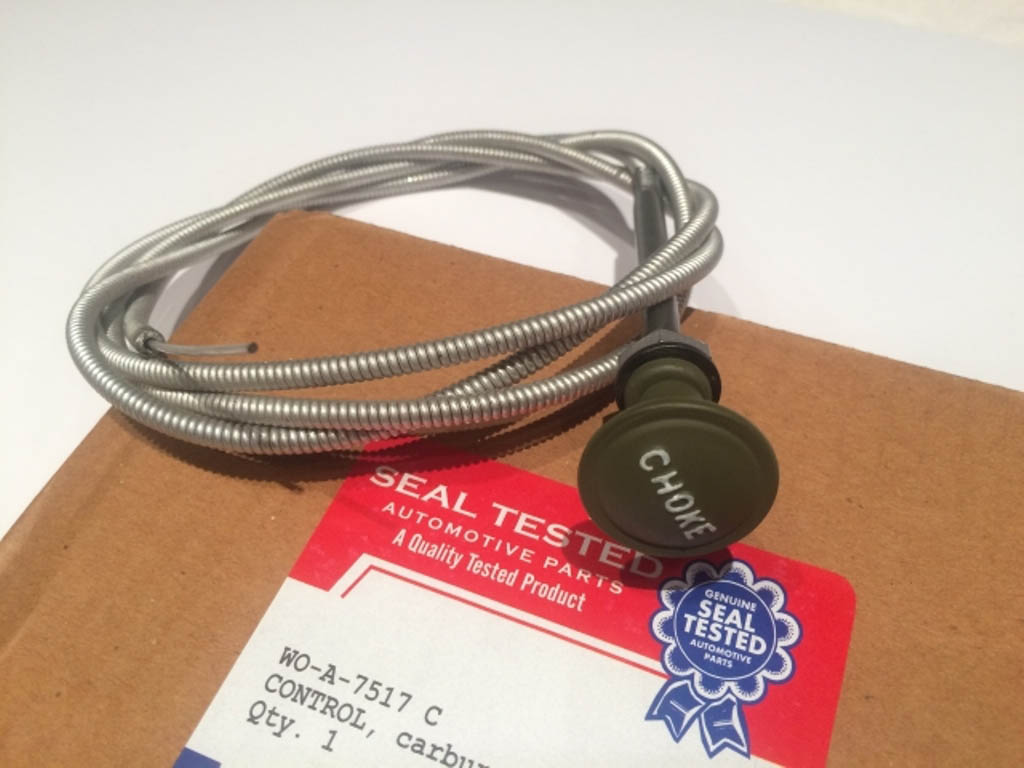 CHOKE
SEAL TESTED
AUTOMOTIVE PARTS
A Quality Tested Product
GENUINE
SEAL
TESTED
AUTOMOTIVE
PARTS
WO-A-7517 C
CONTROL,
Qty. 1